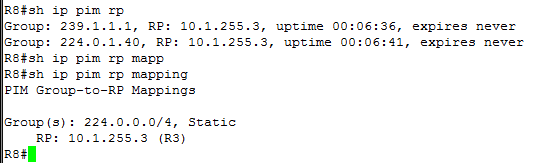 R8#sh ip pim rp
Group: 239.1.1.1, RP: 10.1.255.3, uptime 00:06:36, expires never
Group: 224.0.1.40, RP: 10.1.255.3, uptime 00:06:41, expires never
R8#sh ip pim rp mapp
R8#sh ip pim rp mapping
PIM Group-to-RP Mappings
Group(s): 224.0.0.0/4, Static
RP: 10.1.255.3 (R3)
R8#